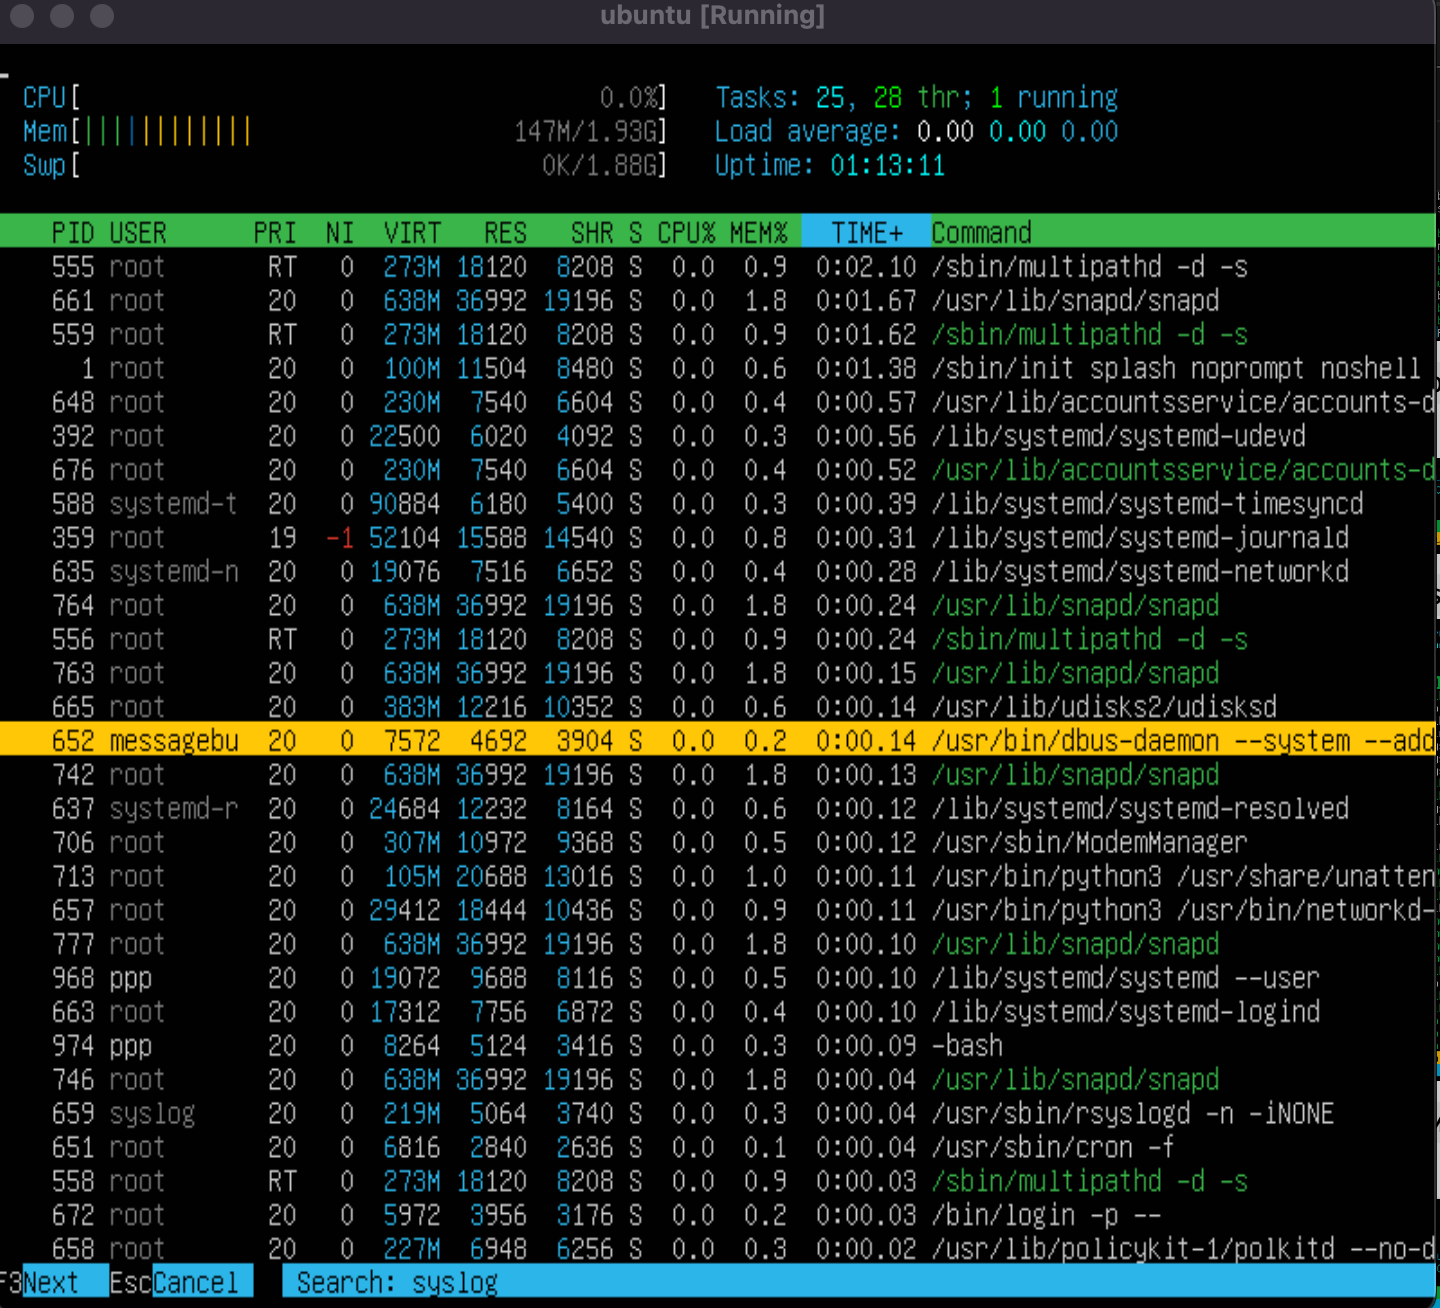 ubuntu [Running]
CPU[ 0.0%] Tasks: 25, 28 thr; 1 running
Mem[|||||||||||||| 147M/1.93G] Load average: 0.00 0.00 0.00
Swp[ 0K/1.88G] Uptime: 01:13:11
PID USER PRI NI VIRT RES SHR S CPU% MEM% TIME+ Command
555 root RT 0 273M 18120 8208 S 0.0 0.9 0:02.10 /sbin/multipathd -d -s
661 root 20 0 638M 36992 19196 S 0.0 1.8 0:01.67 /usr/lib/snapd/snapd
559 root RT 0 273M 18120 8208 S 0.0 0.9 0:01.62 /sbin/multipathd -d -s
1 root 20 0 100M 11504 8480 S 0.0 0.6 0:01.38 /sbin/init splash noprompt noshell
648 root 20 0 230M 7540 6604 S 0.0 0.4 0:00.57 /usr/lib/accountsservice/accounts-d
392 root 20 0 22500 6020 4092 S 0.0 0.3 0:00.56 /lib/systemd/systemd-udevd
676 root 20 0 230M 7540 6604 S 0.0 0.4 0:00.52 /usr/lib/accountsservice/accounts-d
588 systemd-t 20 0 90884 6180 5400 S 0.0 0.3 0:00.39 /lib/systemd/systemd-timesyncd
359 root 19 -1 52104 15588 14540 S 0.0 0.8 0:00.31 /lib/systemd/systemd-journald
635 systemd-n 20 0 19076 7516 6652 S 0.0 0.4 0:00.28 /lib/systemd/systemd-networkd
764 root 20 0 638M 36992 19196 S 0.0 1.8 0:00.24 /usr/lib/snapd/snapd
556 root RT 0 273M 18120 8208 S 0.0 0.9 0:00.24 /sbin/multipathd -d -s
763 root 20 0 638M 36992 19196 S 0.0 1.8 0:00.15 /usr/lib/snapd/snapd
665 root 20 0 383M 12216 10352 S 0.0 0.6 0:00.14 /usr/lib/udisks2/udisksd
652 messagebu 20 0 7572 4692 3904 S 0.0 0.2 0:00.14 /usr/bin/dbus-daemon --system --add
742 root 20 0 638M 36992 19196 S 0.0 1.8 0:00.13 /usr/lib/snapd/snapd
637 systemd-r 20 0 24684 12232 8164 S 0.0 0.6 0:00.12 /lib/systemd/systemd-resolved
706 root 20 0 307M 10972 9368 S 0.0 0.5 0:00.12 /usr/sbin/ModemManager
713 root 20 0 105M 20688 13016 S 0.0 1.0 0:00.11 /usr/bin/python3 /usr/share/unatten
657 root 20 0 29412 18444 10436 S 0.0 0.9 0:00.11 /usr/bin/python3 /usr/bin/networkd-
777 root 20 0 638M 36992 19196 S 0.0 1.8 0:00.10 /usr/lib/snapd/snapd
968 ppp 20 0 19072 9688 8116 S 0.0 0.5 0:00.10 /lib/systemd/systemd --user
663 root 20 0 17312 7756 6872 S 0.0 0.4 0:00.10 /lib/systemd/systemd-logind
974 ppp 20 0 8264 5124 3416 S 0.0 0.3 0:00.09 -bash
746 root 20 0 638M 36992 19196 S 0.0 1.8 0:00.04 /usr/lib/snapd/snapd
659 syslog 20 0 219M 5064 3740 S 0.0 0.3 0:00.04 /usr/sbin/rsyslogd -n -iNONE
651 root 20 0 6816 2840 2636 S 0.0 0.1 0:00.04 /usr/sbin/cron -f
558 root RT 0 273M 18120 8208 S 0.0 0.9 0:00.03 /sbin/multipathd -d -s
672 root 20 0 5972 3956 3176 S 0.0 0.2 0:00.03 /bin/login -p --
658 root 20 0 227M 6948 6256 S 0.0 0.3 0:00.02 /usr/lib/policykit-1/polkitd --no-d
F3Next EscCancel Search: syslog